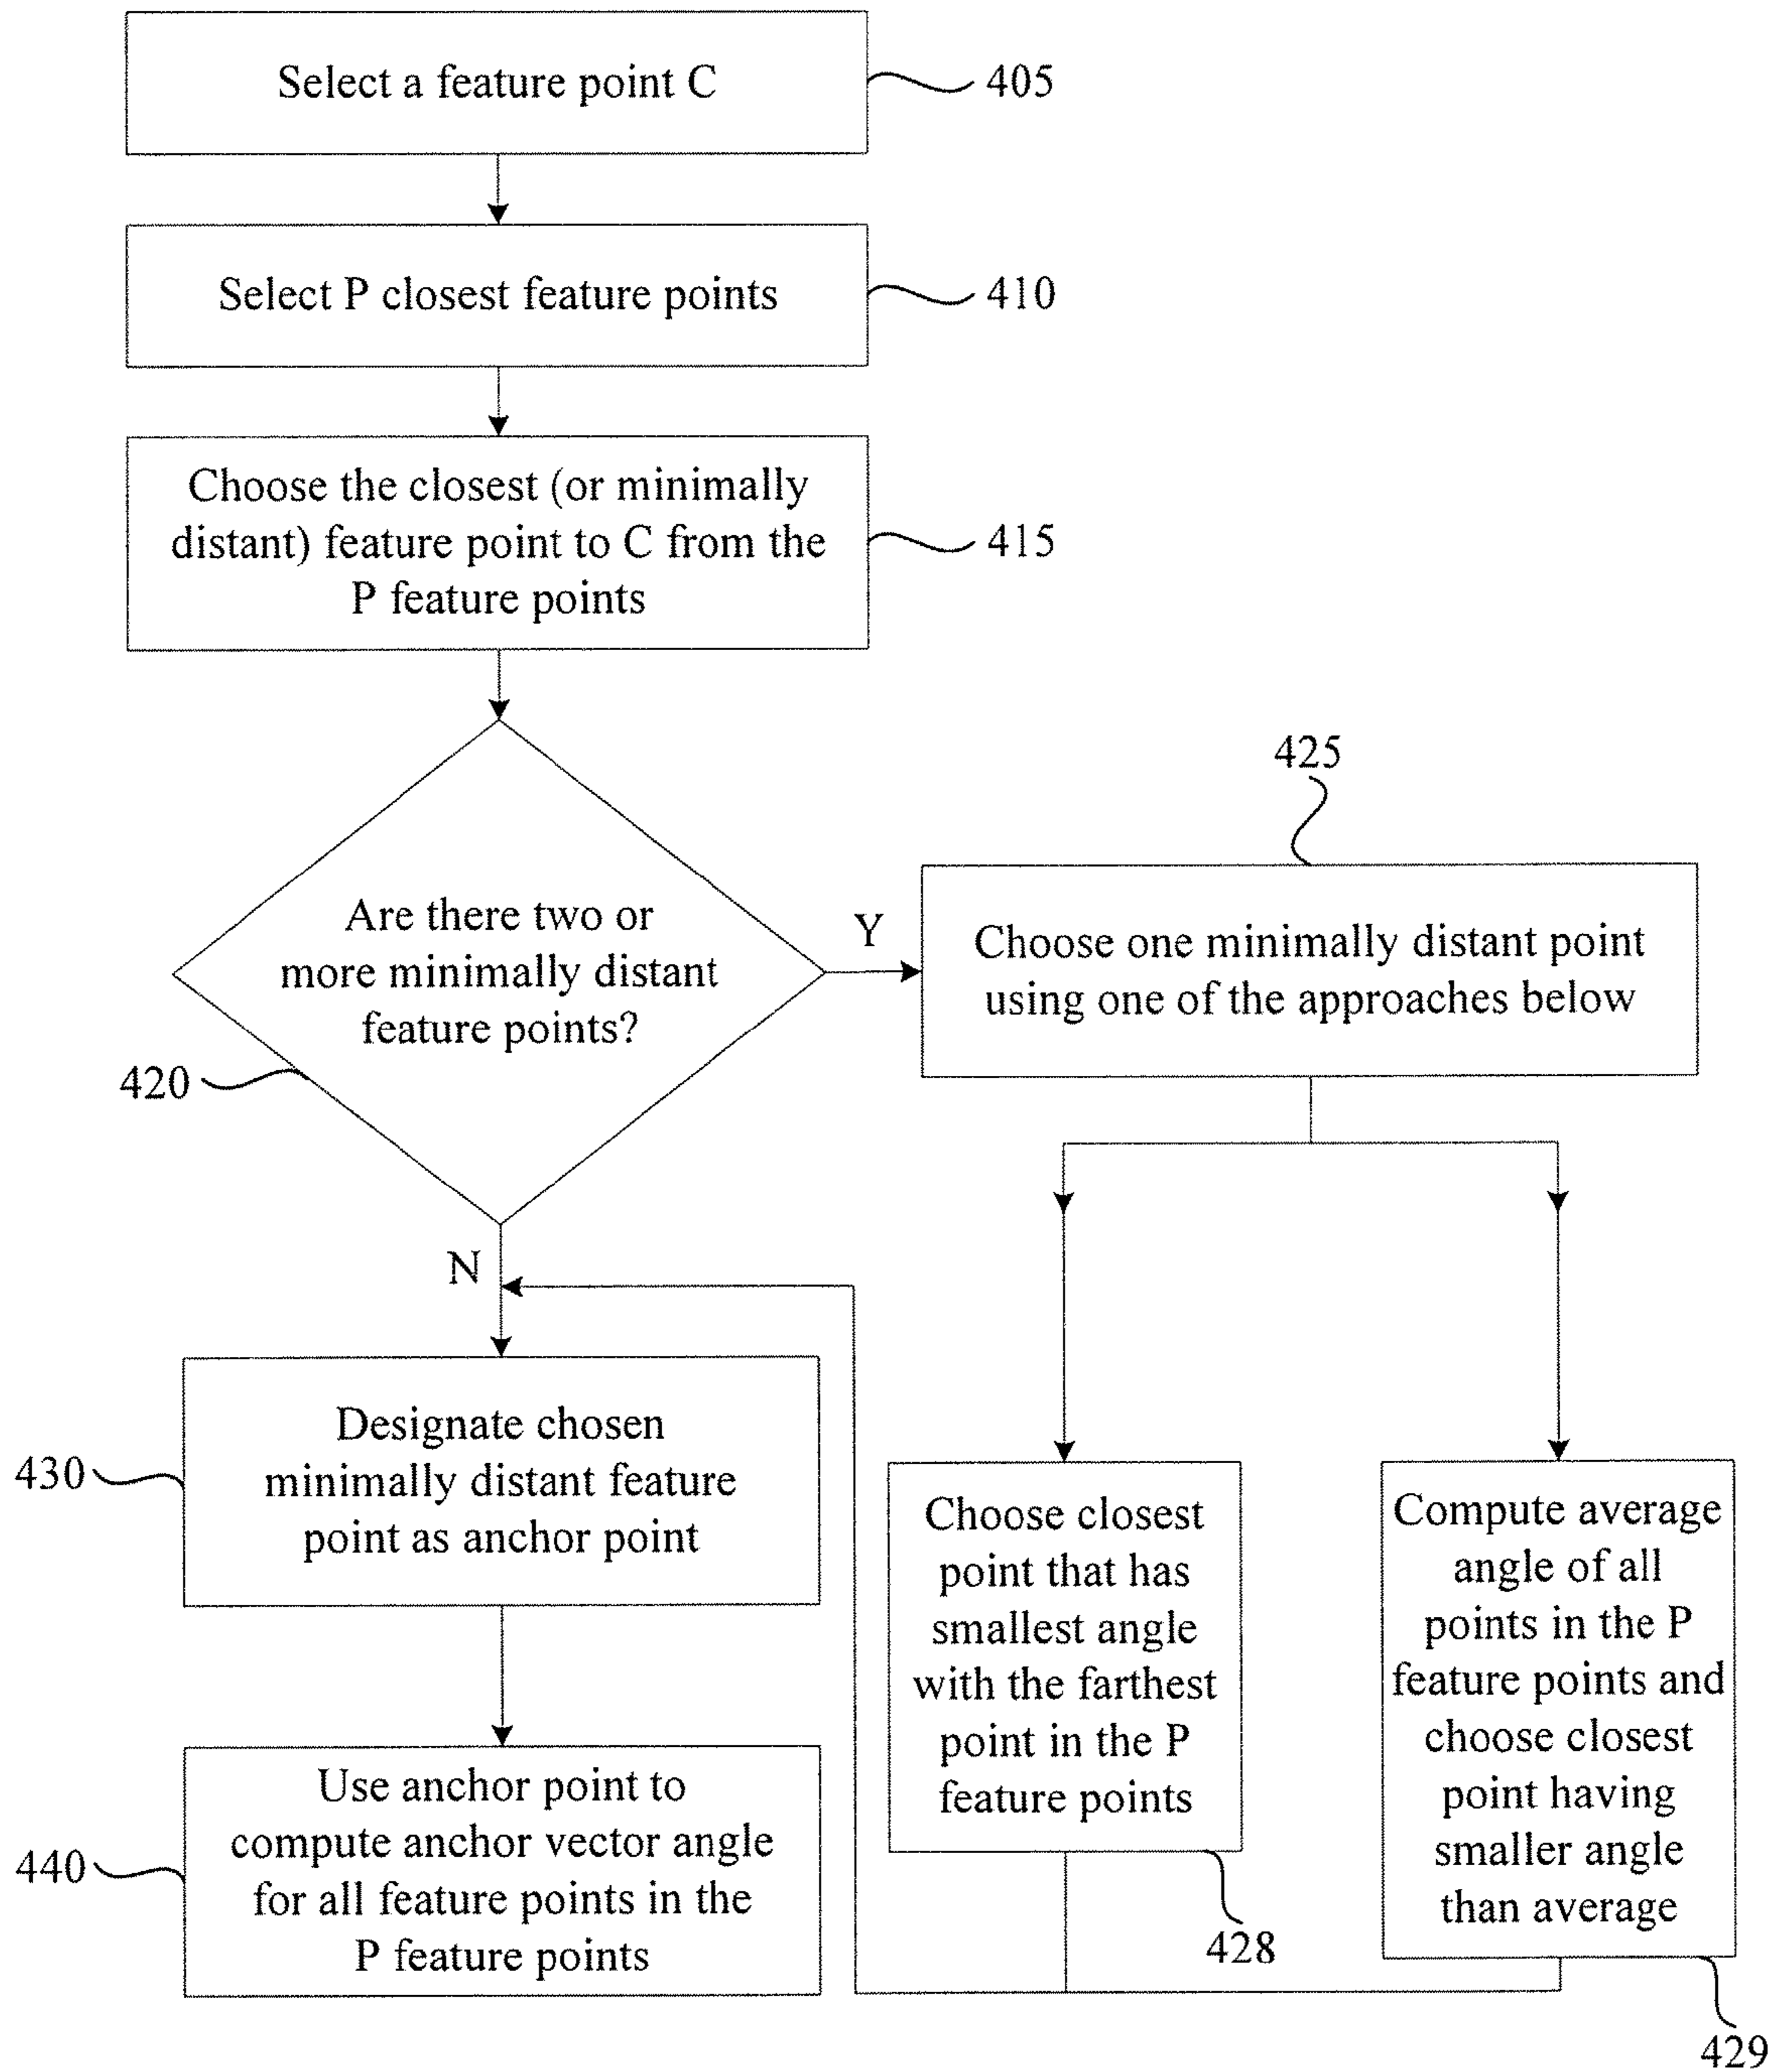 Select a feature point C
405
Select P closest feature points
410
Choose the closest (or minimally
distant) feature point to C from the
P feature points
415
Are there two or
more minimally distant
feature points?
420
Y
425
Choose one minimally distant point
using one of the approaches below
N
Designate chosen
minimally distant feature
point as anchor point
430
Use anchor point to
compute anchor vector angle
for all feature points in the
P feature points
440
Choose closest
point that has
smallest angle
with the farthest
point in the P
feature points
428
Compute average
angle of all
points in the P
feature points and
choose closest
point having
smaller angle
than average
429